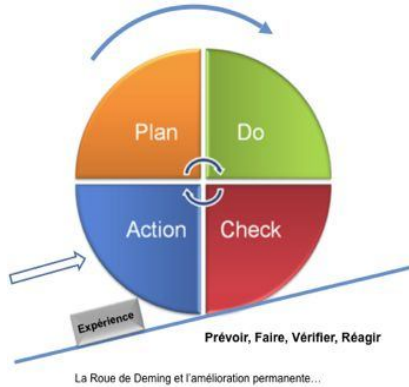 Plan
Do
Action
Check
Expérience
Prévoir, Faire, Vérifier, Réagir
La Roue de Deming et l'amélioration permanente…